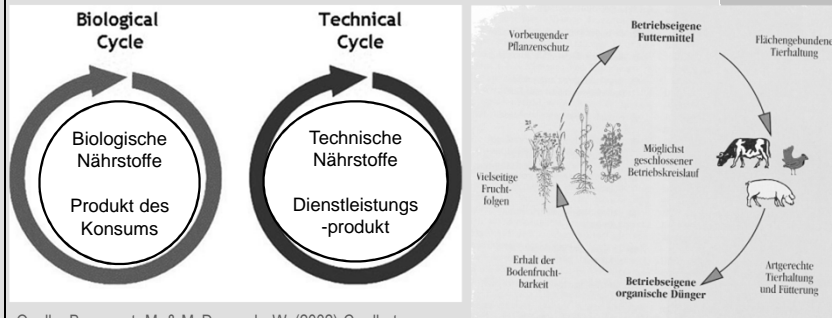 Biological
Cycle
Biologische
Nährstoffe
Produkt des
Konsums
Technical
Cycle
Technische
Nährstoffe
Dienstleistungs
-produkt
Betriebseigene
Futtermittel
Vorbeugender
Pflanzenschutz
Flächengebundene
Tierhaltung
Möglichst
geschlossener
Betriebskreislauf
Vielseitige
Frucht-
folgen
Erhalt der
Bodenfrucht-
barkeit
Betriebseigene
organische Dünger
Artgerechte
Tierhaltung
und Fütterung